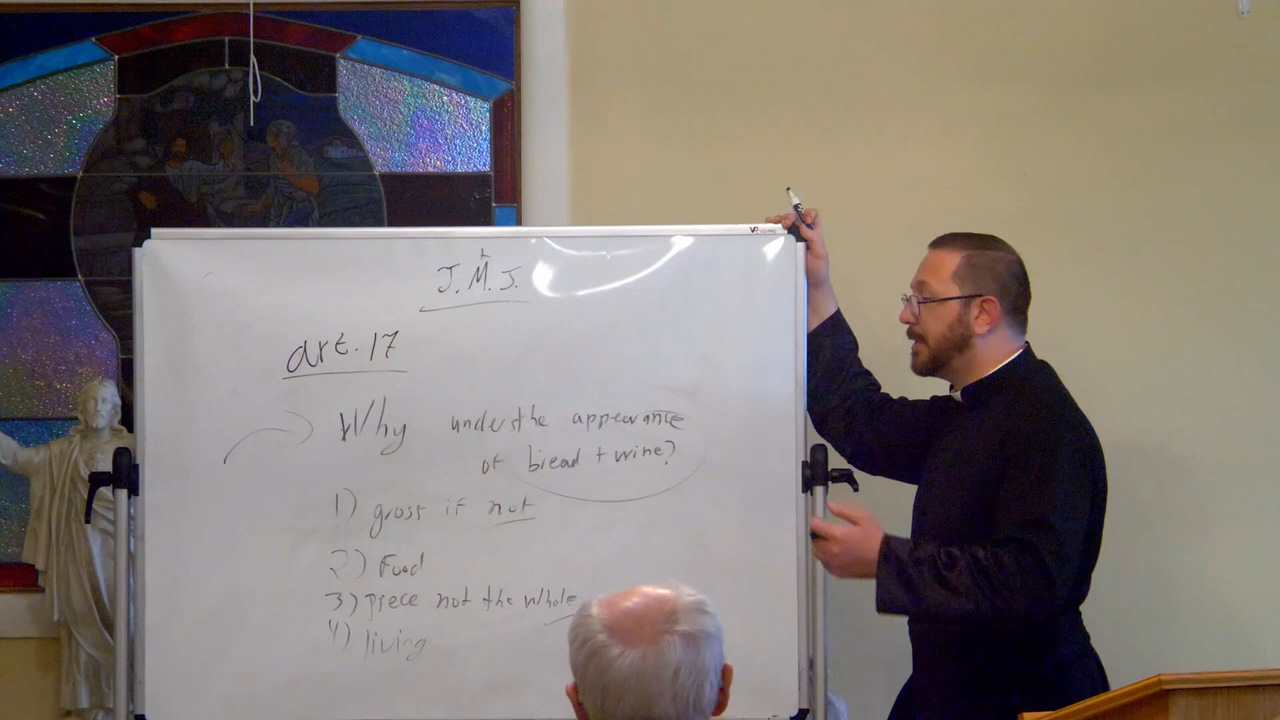 J.M.J.
art. 17
Why under the appearance
of bread + wine?
1) gross if not
2) Food
3) piece not the whole
4) living